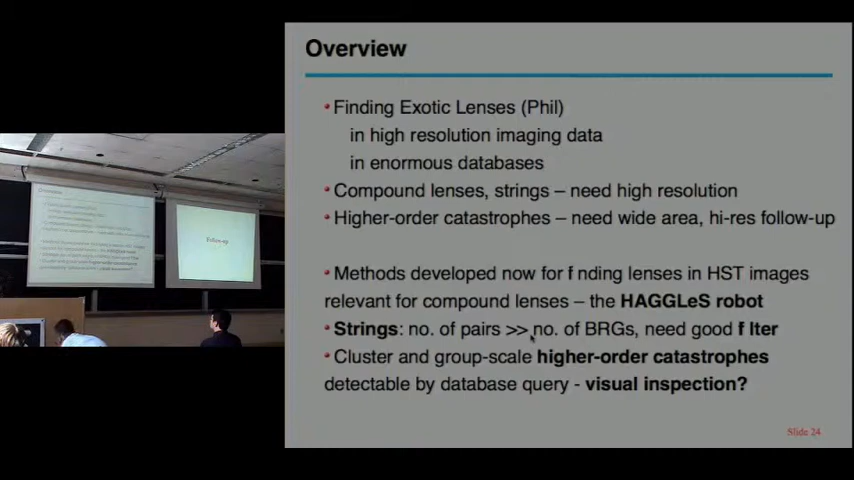 Overview
Finding Exotic Lenses (Phil)
in high resolution imaging data
in enormous databases
Compound lenses, strings – need high resolution
Higher-order catastrophes – need wide area, hi-res follow-up
Methods developed now for f nding lenses in HST images
relevant for compound lenses – the HAGGLeS robot
Strings: no. of pairs >> no. of BRGs, need good f lter
Cluster and group-scale higher-order catastrophes
detectable by database query - visual inspection?
Slide 24
Follow-up